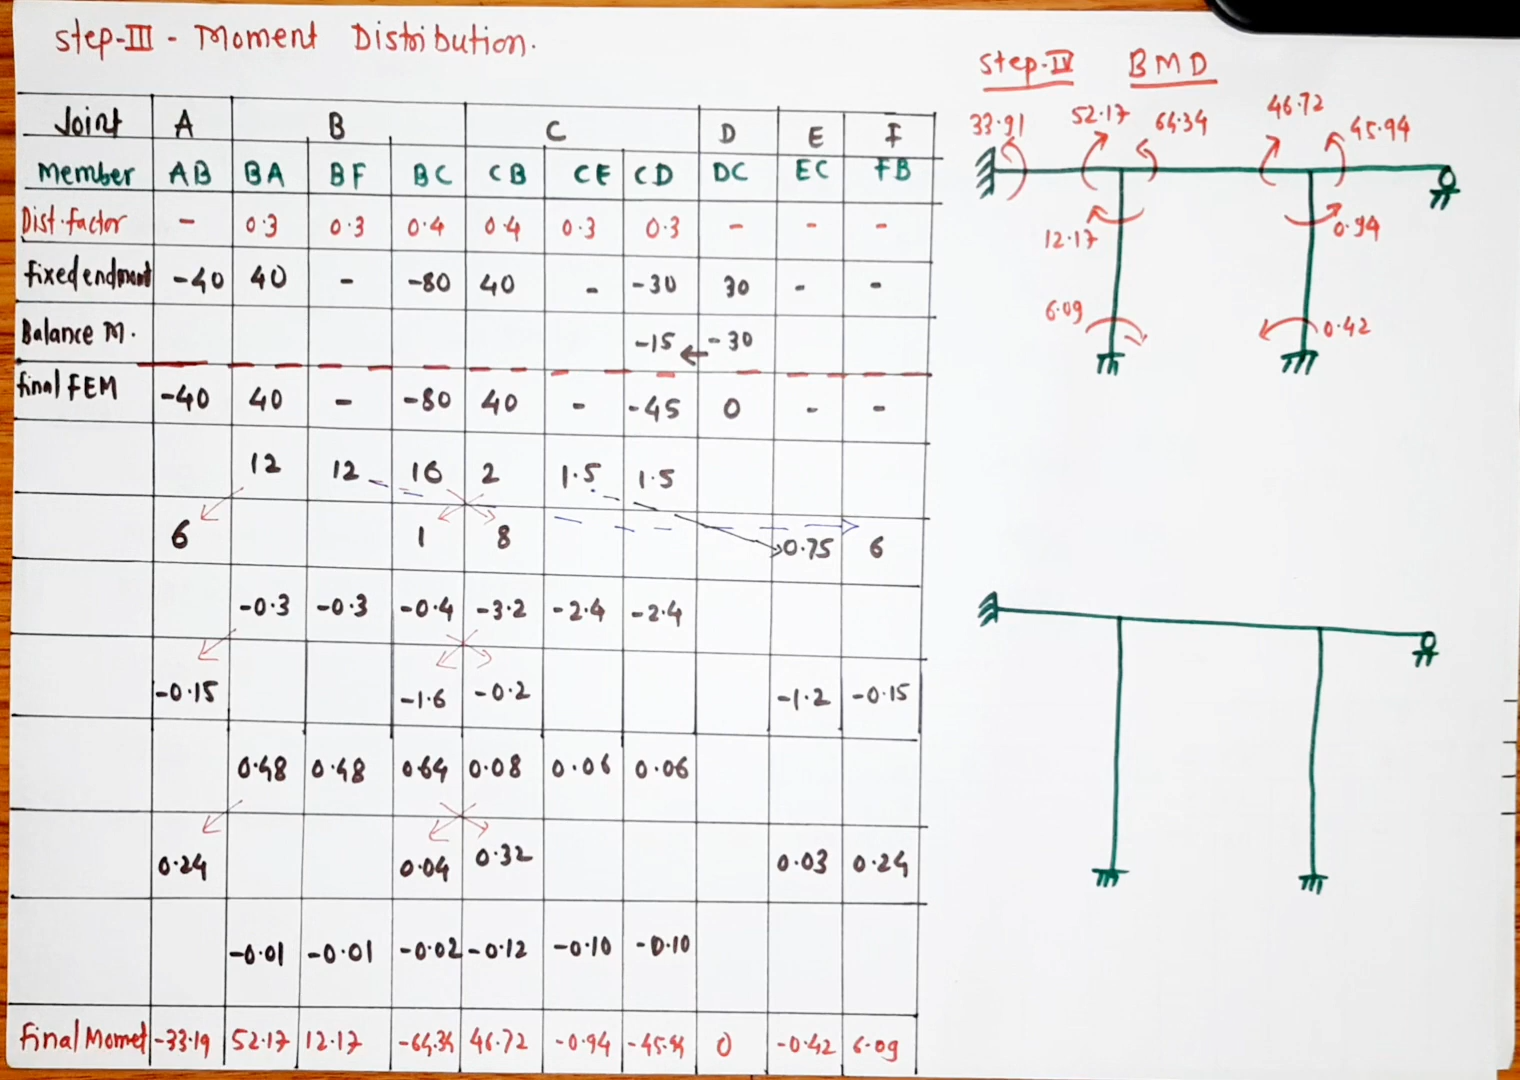 Step-III - Moment Distribution.
Joint A B C D E F
Member AB BA BF BC CB CE CD DC EC FB
Dist.factor - 0.3 0.3 0.4 0.4 0.3 0.3 - - -
-40 40 - -80 40 - -30 30 - -
Balance M. -15 -30
final FEM -40 40 - -80 40 - -45 0 - -
12 12 16 2 1.5 1.5
6 1 8 0.75 6
-0.3 -0.3 -0.4 -3.2 -2.4 -2.4
-0.15 -1.6 -0.2 -1.2 -0.15
0.48 0.48 0.64 0.08 0.06 0.06
0.24 0.04 0.32 0.03 0.24
-0.01 -0.01 -0.02 -0.12 -0.10 -0.10
Final Momet -33.19 52.17 12.17 -64.34 46.72 -0.94 -45.94 0 -0.42 6.09
Step-IV BMD
33.91 52.17 64.34 46.72 45.94
12.17 0.94
6.09 0.42